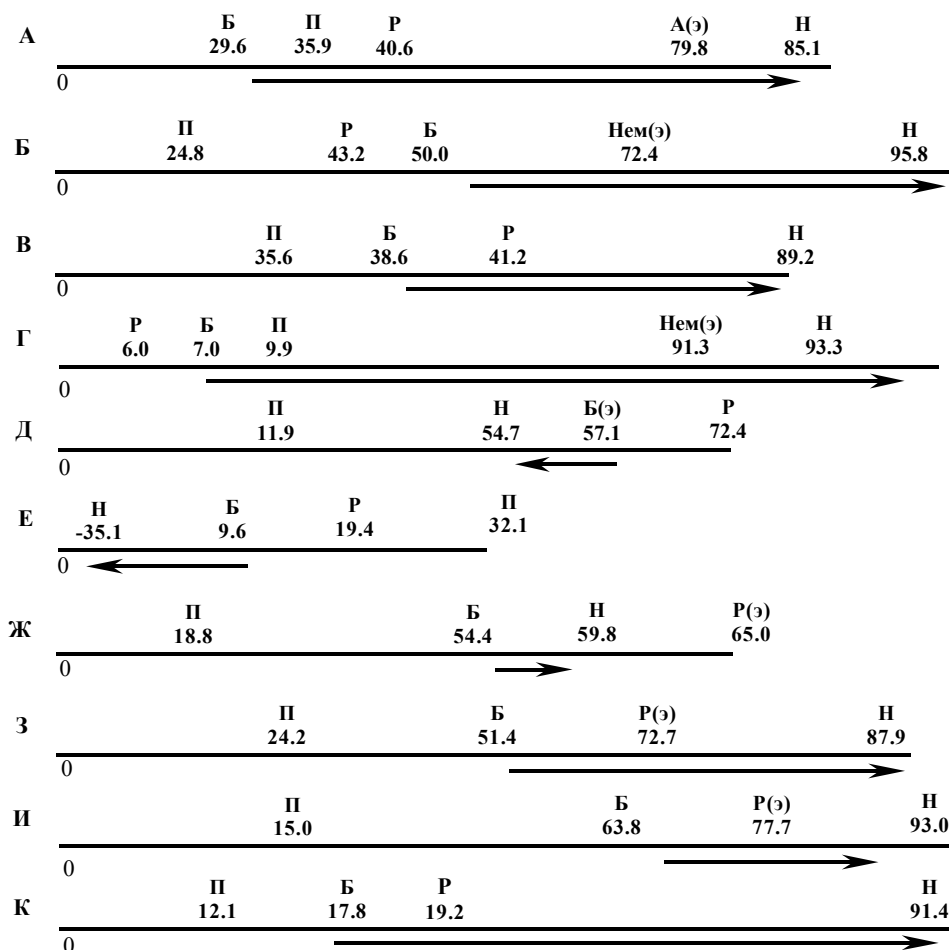 Б П Р А(э) Н
А 29.6 35.9 40.6 79.8 85.1
0
П Р Б Нем(э) Н
Б 24.8 43.2 50.0 72.4 95.8
0
П Б Р Н
В 35.6 38.6 41.2 89.2
0
Р Б П Нем(э) Н
Г 6.0 7.0 9.9 91.3 93.3
0
П Н Б(э) Р
Д 11.9 54.7 57.1 72.4
0
Н Б Р П
Е -35.1 9.6 19.4 32.1
0
П Б Н Р(э)
Ж 18.8 54.4 59.8 65.0
0
П Б Р(э) Н
З 24.2 51.4 72.7 87.9
0
П Б Р(э) Н
И 15.0 63.8 77.7 93.0
0
П Б Р Н
К 12.1 17.8 19.2 91.4
0